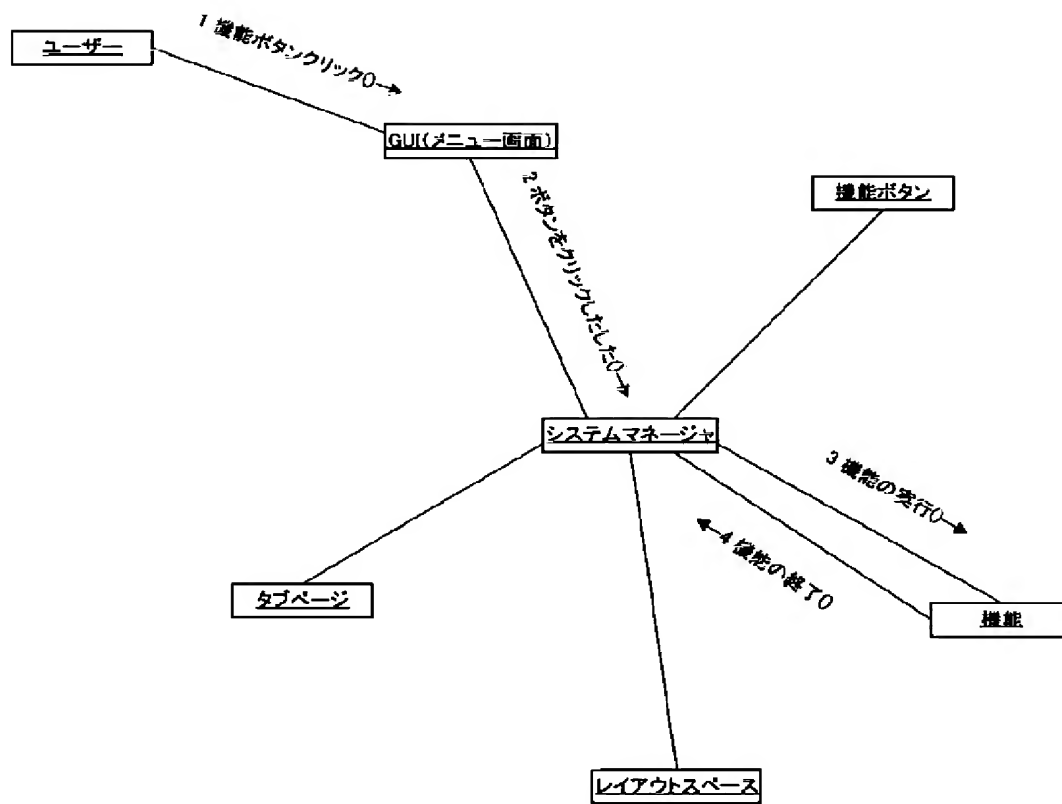 ユーザー
1 機能ボタンクリック()→
GUI(メニュー画面)
2 ボタンをクリックしたした()→
機能ボタン
システムマネージャ
3 機能の実行()→
←4 機能の終了()
タブページ
機能
レイアウトスペース